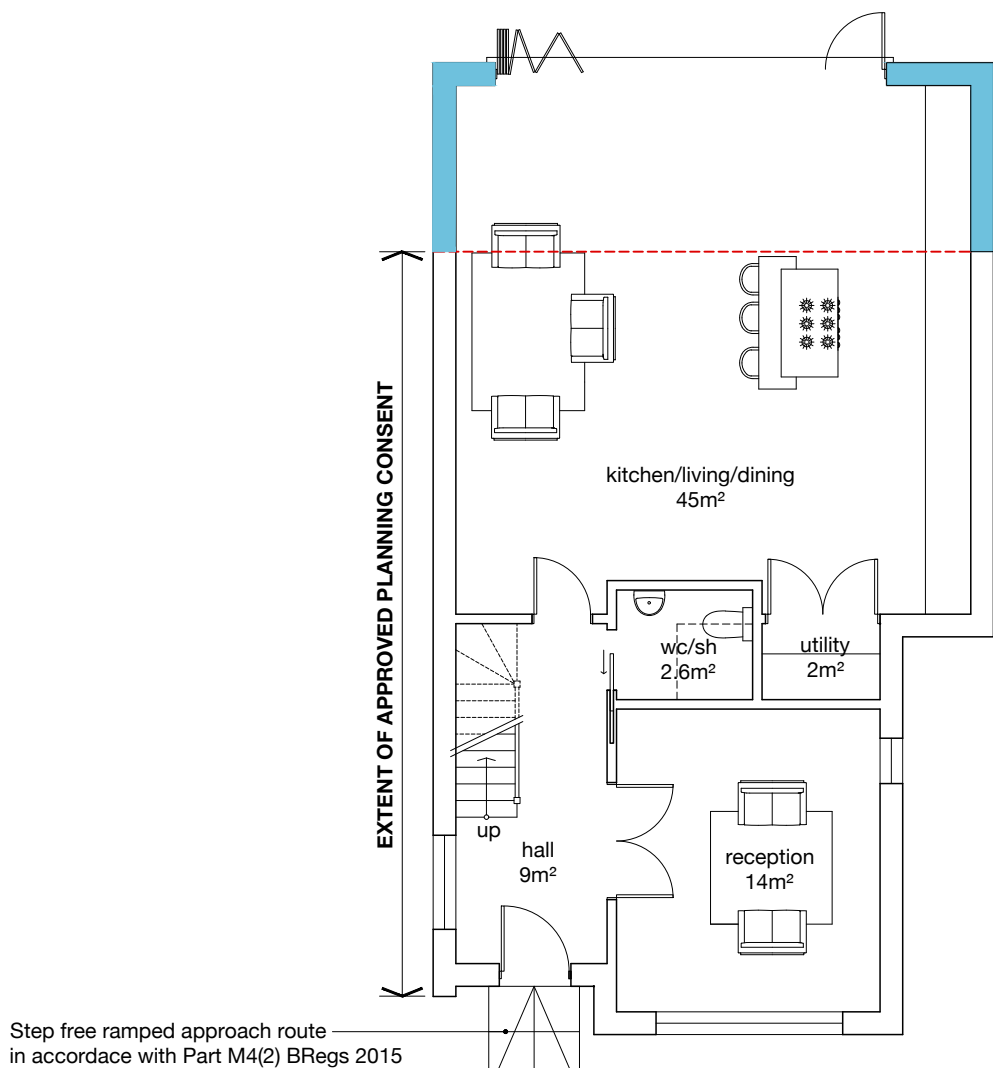 EXTENT OF APPROVED PLANNING CONSENT
kitchen/living/dining
45m²
wc/sh
2.6m²
utility
2m²
up
hall
9m²
reception
14m²
Step free ramped approach route
in accordace with Part M4(2) BRegs 2015